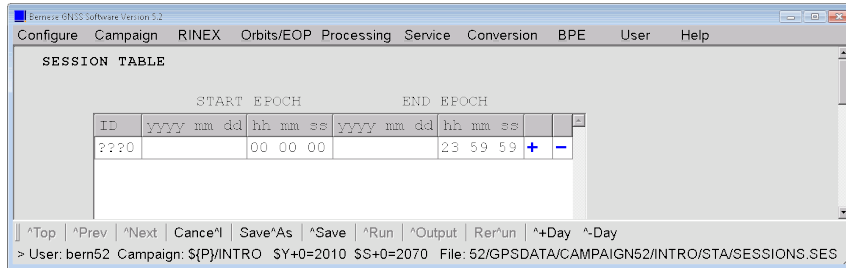 Bernese GNSS Software Version 5.2
Configure Campaign RINEX Orbits/EOP Processing Service Conversion BPE User Help
SESSION TABLE
START EPOCH END EPOCH
ID yyyy mm dd hh mm ss yyyy mm dd hh mm ss
???0 00 00 00 23 59 59 + −
^Top ^Prev ^Next Cance^l Save^As ^Save ^Run ^Output Rer^un ^+Day ^-Day
> User: bern52 Campaign: ${P}/INTRO $Y+0=2010 $S+0=2070 File: 52/GPSDATA/CAMPAIGN52/INTRO/STA/SESSIONS.SES